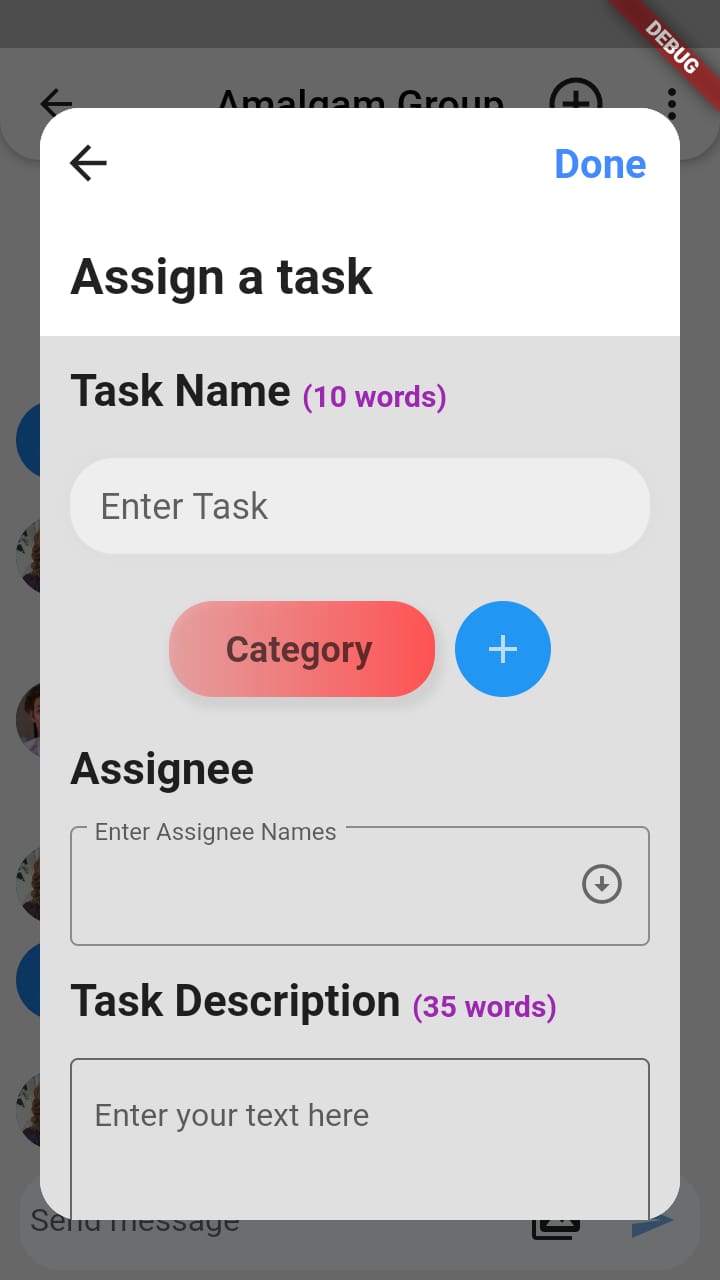 DEBUG
Amalgam Group
Done
Assign a task
Task Name (10 words)
Enter Task
Category
Assignee
Enter Assignee Names
Task Description (35 words)
Enter your text here
Send message